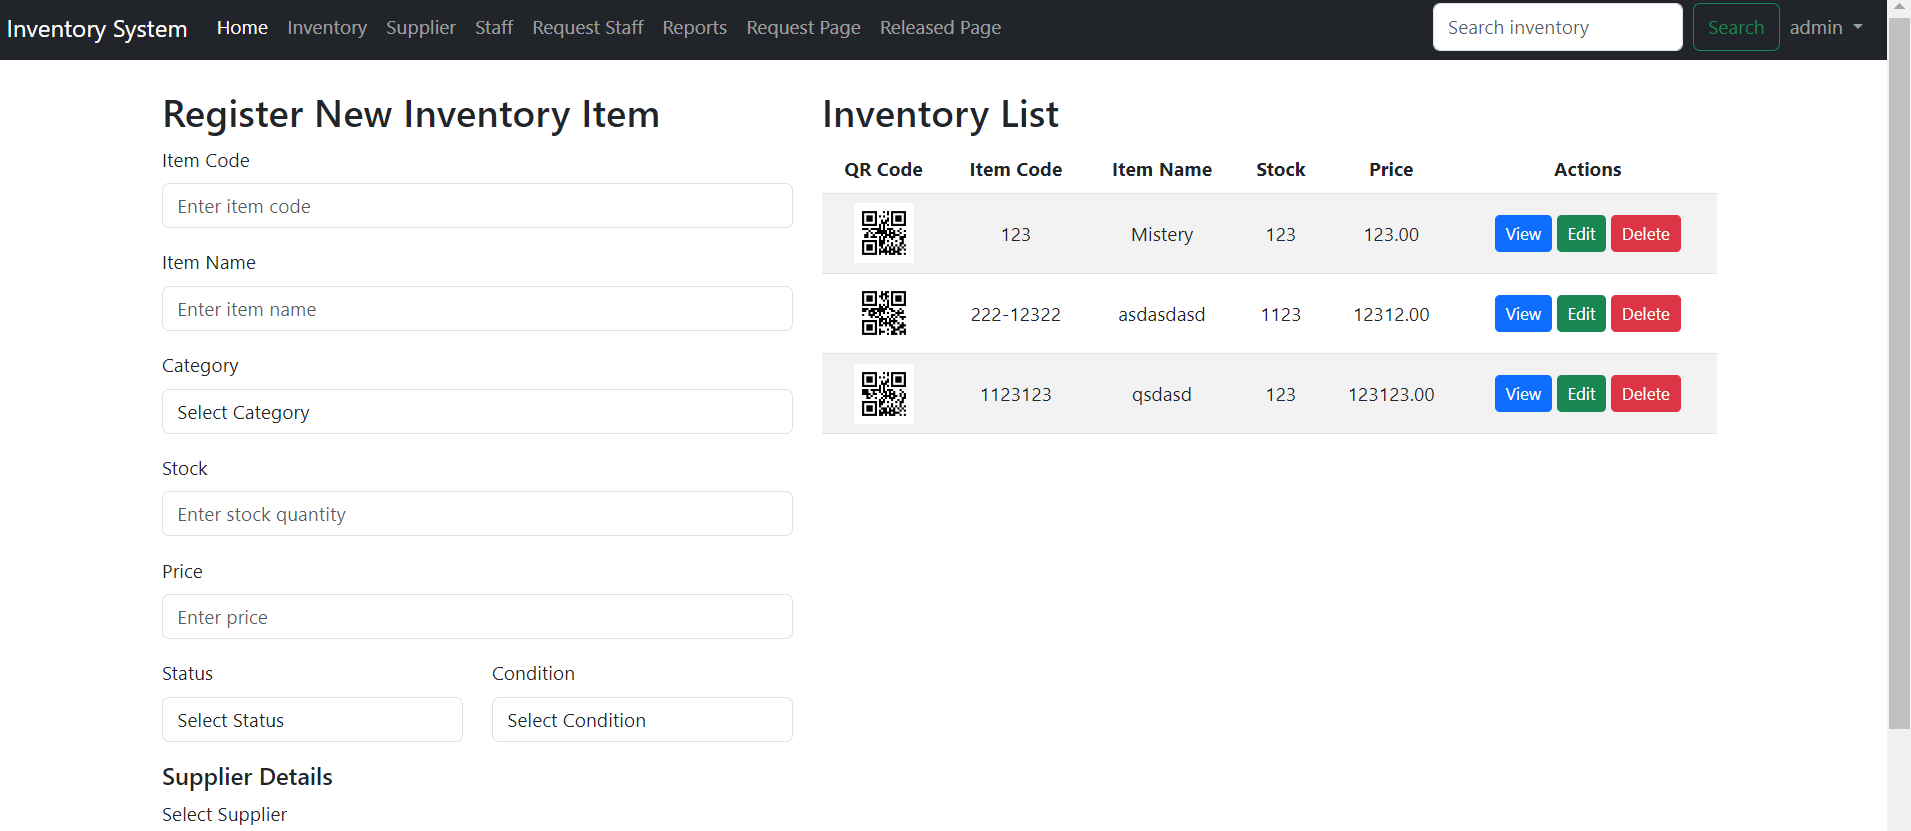 Inventory System Home Inventory Supplier Staff Request Staff Reports Request Page Released Page Search inventory Search admin
Register New Inventory Item
Item Code
Enter item code
Item Name
Enter item name
Category
Select Category
Stock
Enter stock quantity
Price
Enter price
Status Condition
Select Status Select Condition
Supplier Details
Select Supplier
Inventory List
QR Code Item Code Item Name Stock Price Actions
123 Mistery 123 123.00 View Edit Delete
222-12322 asdasdasd 1123 12312.00 View Edit Delete
1123123 qsdasd 123 123123.00 View Edit Delete